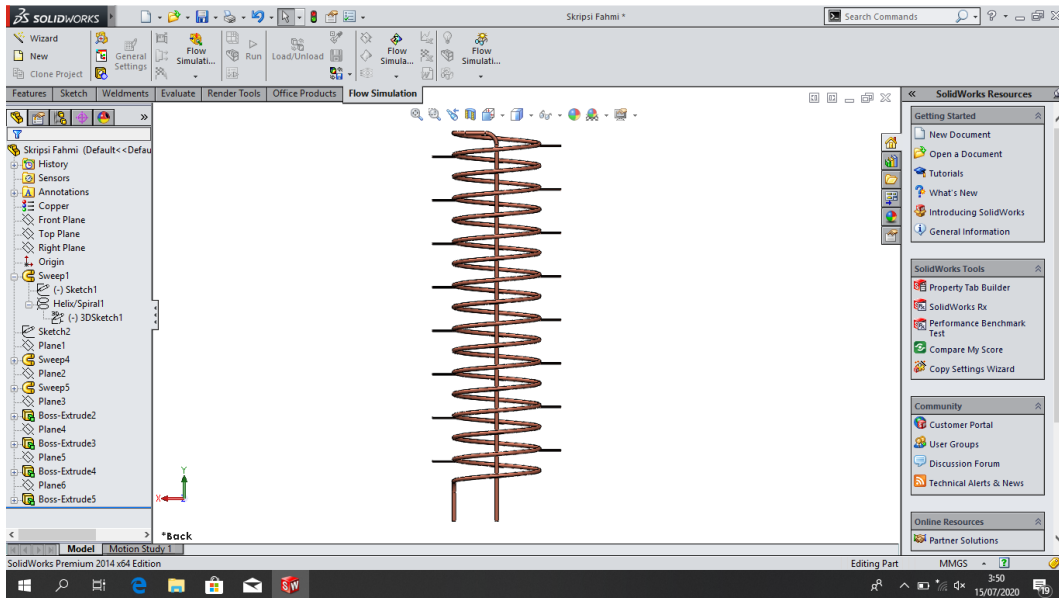 SOLIDWORKS
Skripsi Fahmi *
Search Commands
Wizard
New
Clone Project
General Settings
Flow Simulati...
Run
Load/Unload
Flow Simula...
Flow Simulati...
Features Sketch Weldments Evaluate Render Tools Office Products Flow Simulation
Skripsi Fahmi (Default<<Defau
History
Sensors
Annotations
Copper
Front Plane
Top Plane
Right Plane
Origin
Sweep1
(-) Sketch1
Helix/Spiral1
(-) 3DSketch1
Sketch2
Plane1
Sweep4
Plane2
Sweep5
Plane3
Boss-Extrude2
Plane4
Boss-Extrude3
Plane5
Boss-Extrude4
Plane6
Boss-Extrude5
Y
X
*Back
SolidWorks Resources
Getting Started
New Document
Open a Document
Tutorials
What's New
Introducing SolidWorks
General Information
SolidWorks Tools
Property Tab Builder
SolidWorks Rx
Performance Benchmark
Test
Compare My Score
Copy Settings Wizard
Community
Customer Portal
User Groups
Discussion Forum
Technical Alerts & News
Online Resources
Partner Solutions
Model Motion Study 1
SolidWorks Premium 2014 x64 Edition
Editing Part
MMGS
3:50
15/07/2020
19